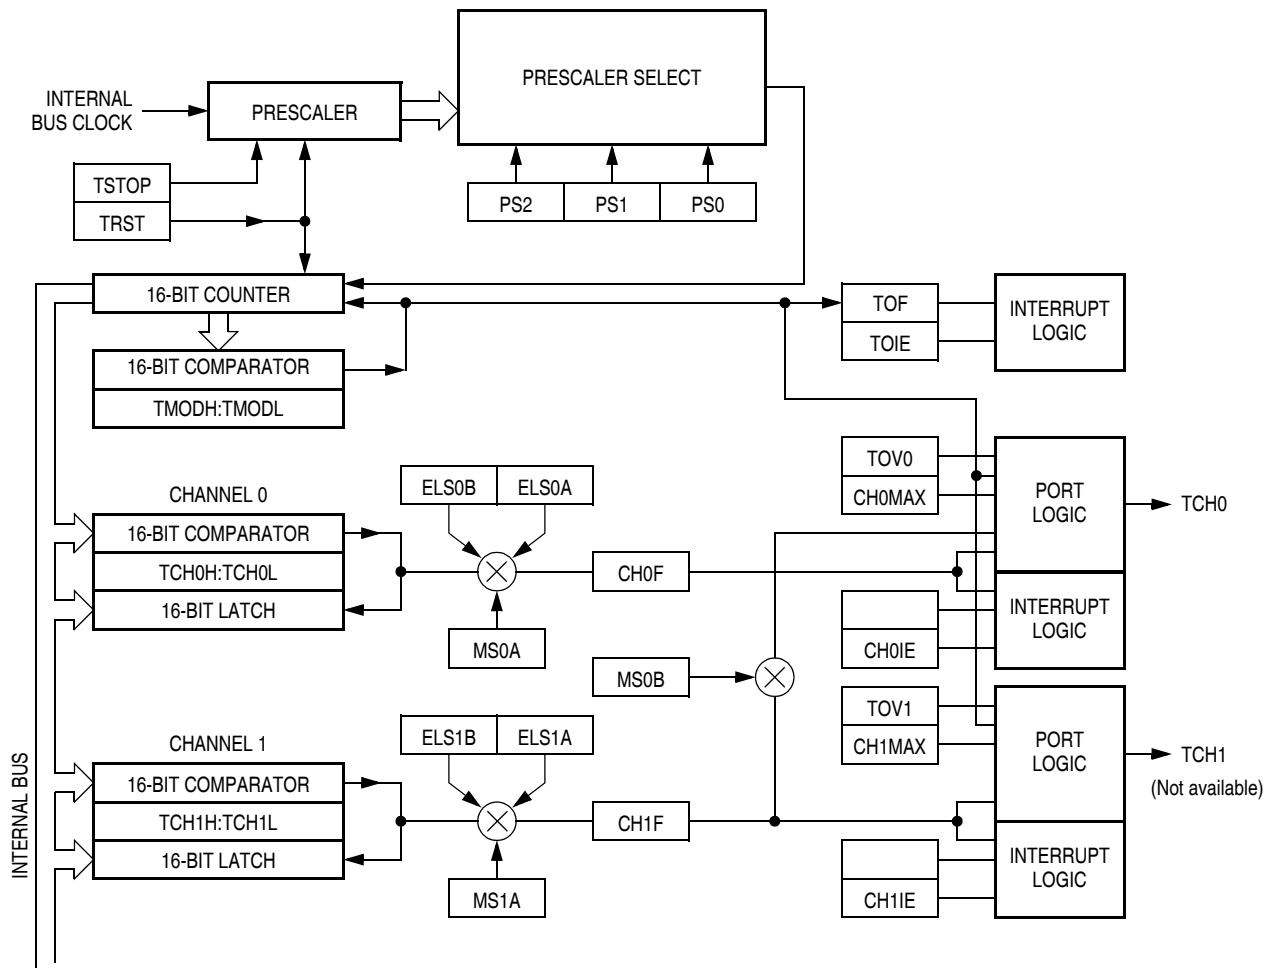 PRESCALER SELECT
INTERNAL
BUS CLOCK
PRESCALER
TSTOP
TRST
PS2
PS1
PS0
16-BIT COUNTER
16-BIT COMPARATOR
TMODH:TMODL
TOF
TOIE
INTERRUPT
LOGIC
CHANNEL 0
16-BIT COMPARATOR
TCH0H:TCH0L
16-BIT LATCH
ELS0B
ELS0A
MS0A
CH0F
TOV0
CH0MAX
PORT
LOGIC
TCH0
CH0IE
INTERRUPT
LOGIC
MS0B
CHANNEL 1
16-BIT COMPARATOR
TCH1H:TCH1L
16-BIT LATCH
ELS1B
ELS1A
MS1A
CH1F
TOV1
CH1MAX
PORT
LOGIC
TCH1
(Not available)
CH1IE
INTERRUPT
LOGIC
INTERNAL BUS